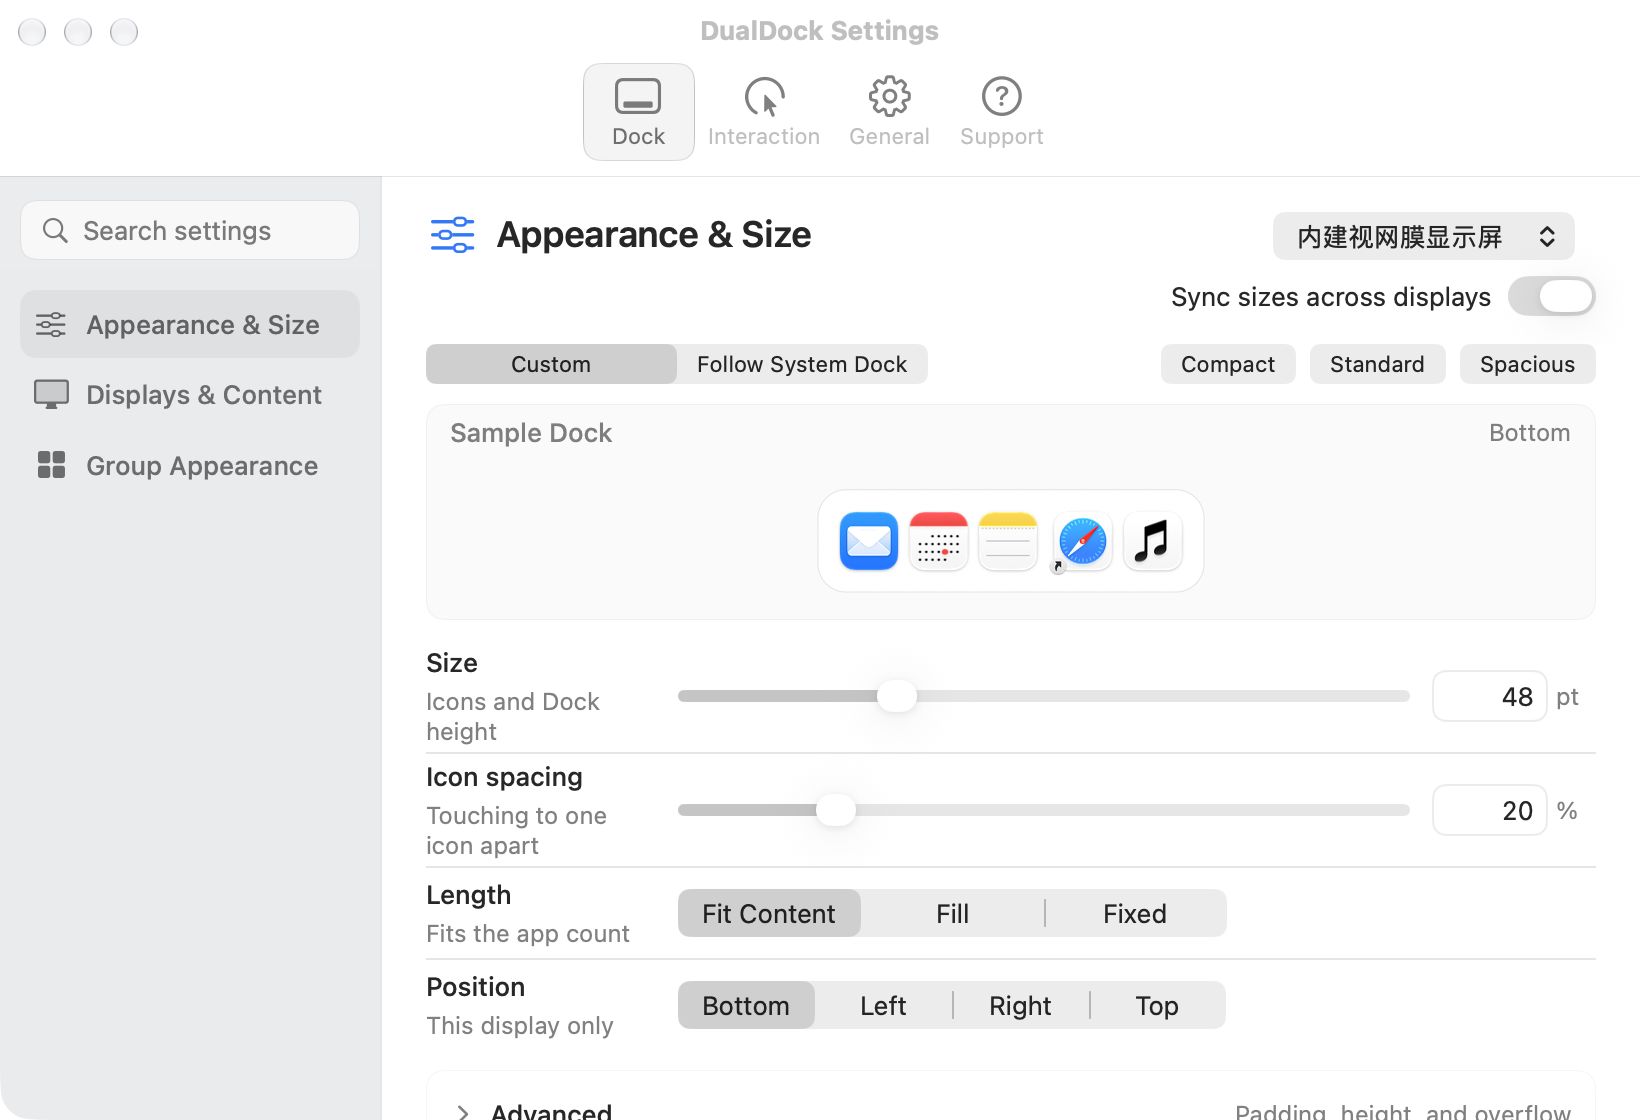 DualDock Settings
Dock
Interaction
General
Support
Search settings
Appearance & Size
Displays & Content
Group Appearance
Appearance & Size
内建视网膜显示屏
Sync sizes across displays
Custom
Follow System Dock
Compact
Standard
Spacious
Sample Dock
Bottom
Size
Icons and Dock
height
48 pt
Icon spacing
Touching to one
icon apart
20 %
Length
Fits the app count
Fit Content
Fill
Fixed
Position
This display only
Bottom
Left
Right
Top
Advanced
Padding, height, and overflow